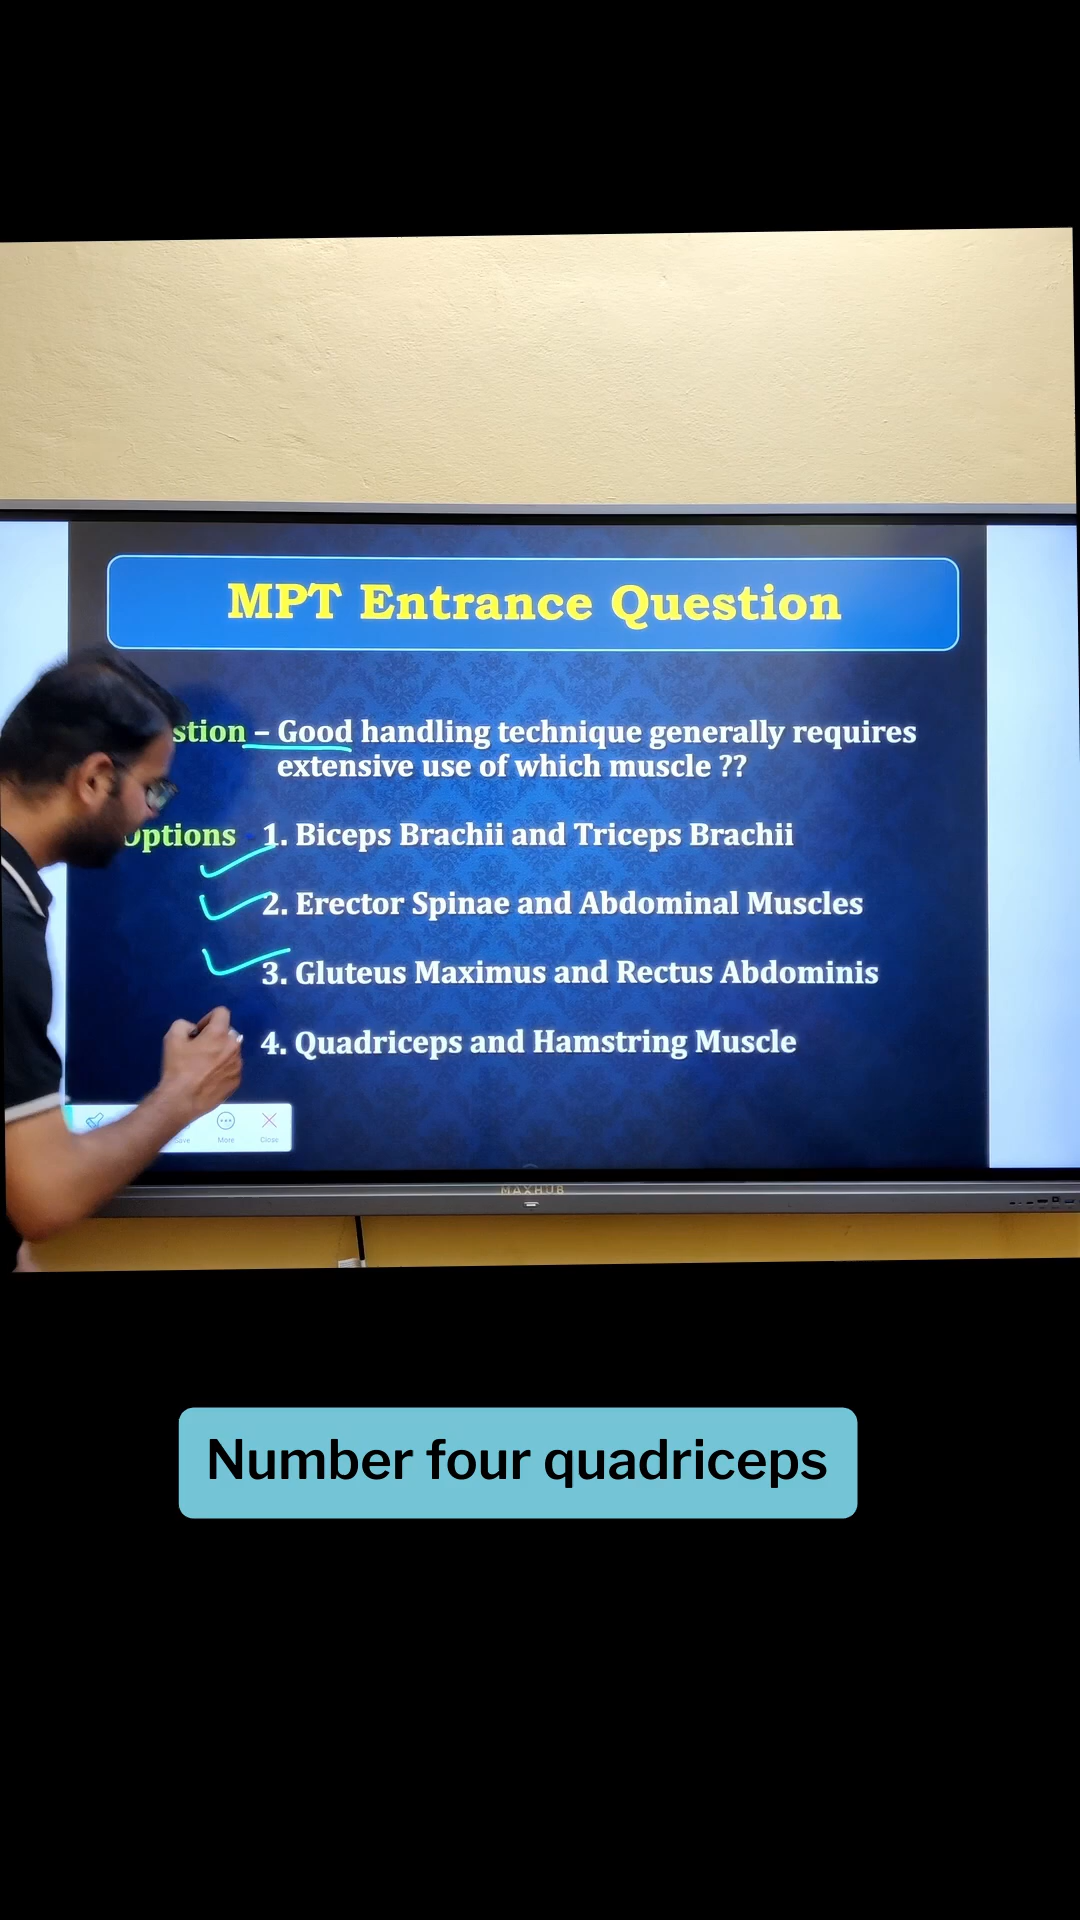 MPT Entrance Question
stion – Good handling technique generally requires
extensive use of which muscle ??
Options 1. Biceps Brachii and Triceps Brachii
2. Erector Spinae and Abdominal Muscles
3. Gluteus Maximus and Rectus Abdominis
4. Quadriceps and Hamstring Muscle
Save More Close
MAXHUB
Number four quadriceps